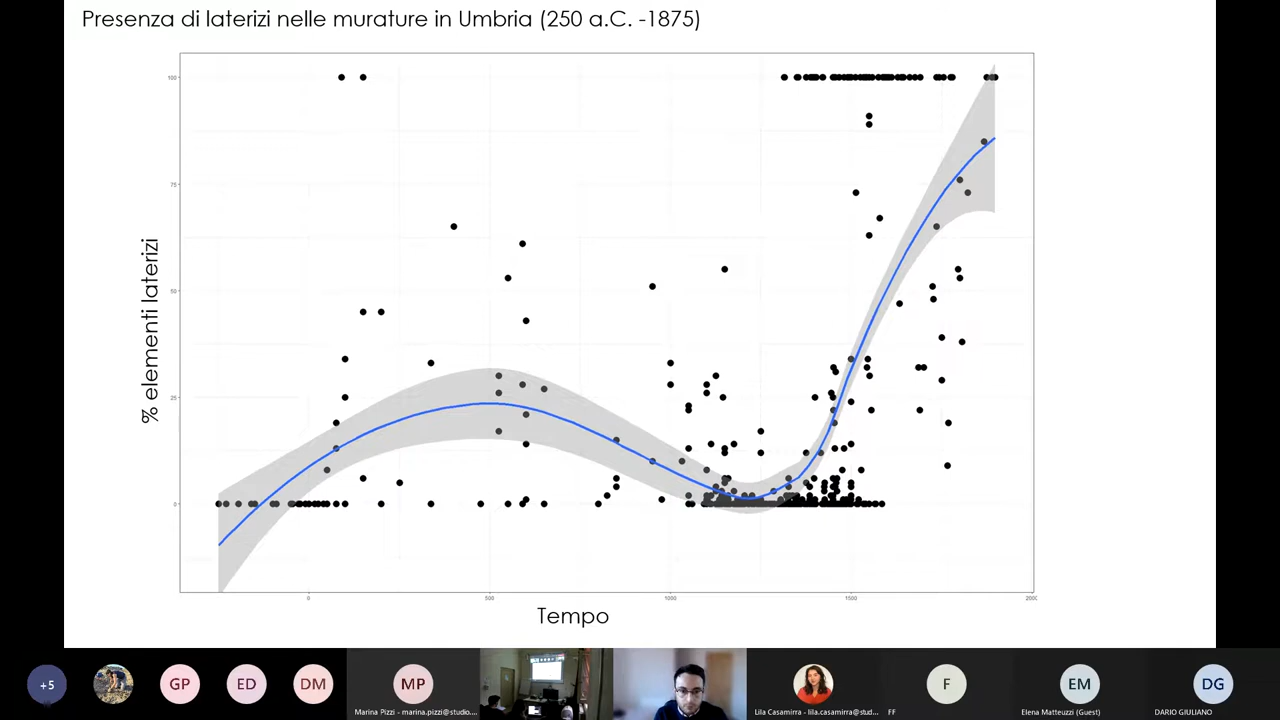 Presenza di laterizi nelle murature in Umbria (250 a.C. -1875)
100
75
50
25
0
% elementi laterizi
0
500
1000
1500
2000
Tempo
+5
GP
ED
DM
MP
Marina Pizzi - marina.pizzi@studio....
Lila Casamirra - lila.casamirra@stud...
F
FF
EM
Elena Matteuzzi (Guest)
DG
DARIO GIULIANO